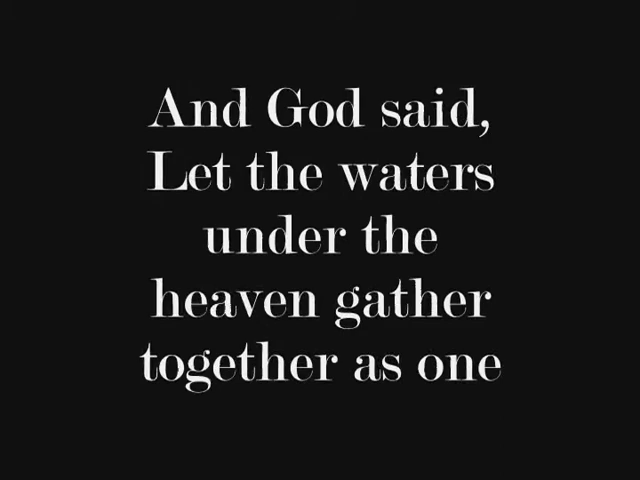 And God said,
Let the waters
under the
heaven gather
together as one